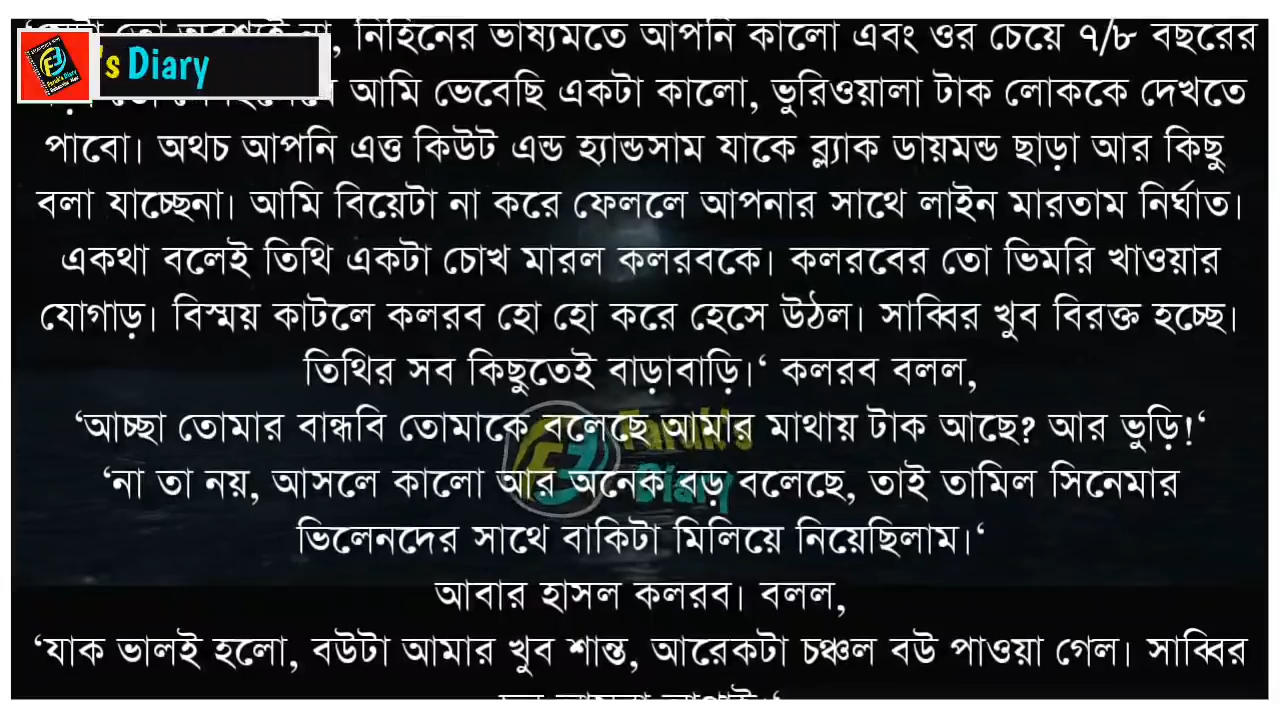 's Diary
না, নিহিনের ভাষ্যমতে আপনি কালো এবং ওর চেয়ে ৭/৮ বছরের
আমি ভেবেছি একটা কালো, ভুরিওয়ালা টাক লোককে দেখতে
পাবো। অথচ আপনি এত্ত কিউট এন্ড হ্যান্ডসাম যাকে ব্ল্যাক ডায়মন্ড ছাড়া আর কিছু
বলা যাচ্ছেনা। আমি বিয়েটা না করে ফেললে আপনার সাথে লাইন মারতাম নির্ঘাত।
একথা বলেই তিথি একটা চোখ মারল কলরবকে। কলরবের তো ভিমরি খাওয়ার
যোগাড়। বিস্ময় কাটলে কলরব হো হো করে হেসে উঠল। সাব্বির খুব বিরক্ত হচ্ছে।
তিথির সব কিছুতেই বাড়াবাড়ি।‘ কলরব বলল,
‘আচ্ছা তোমার বান্ধবি তোমাকে বলেছে আমার মাথায় টাক আছে? আর ভুড়ি!‘
‘না তা নয়, আসলে কালো আর অনেক বড় বলেছে, তাই তামিল সিনেমার
ভিলেনদের সাথে বাকিটা মিলিয়ে নিয়েছিলাম।‘
আবার হাসল কলরব। বলল,
‘যাক ভালই হলো, বউটা আমার খুব শান্ত, আরেকটা চঞ্চল বউ পাওয়া গেল। সাব্বির
Faruk's
Diary